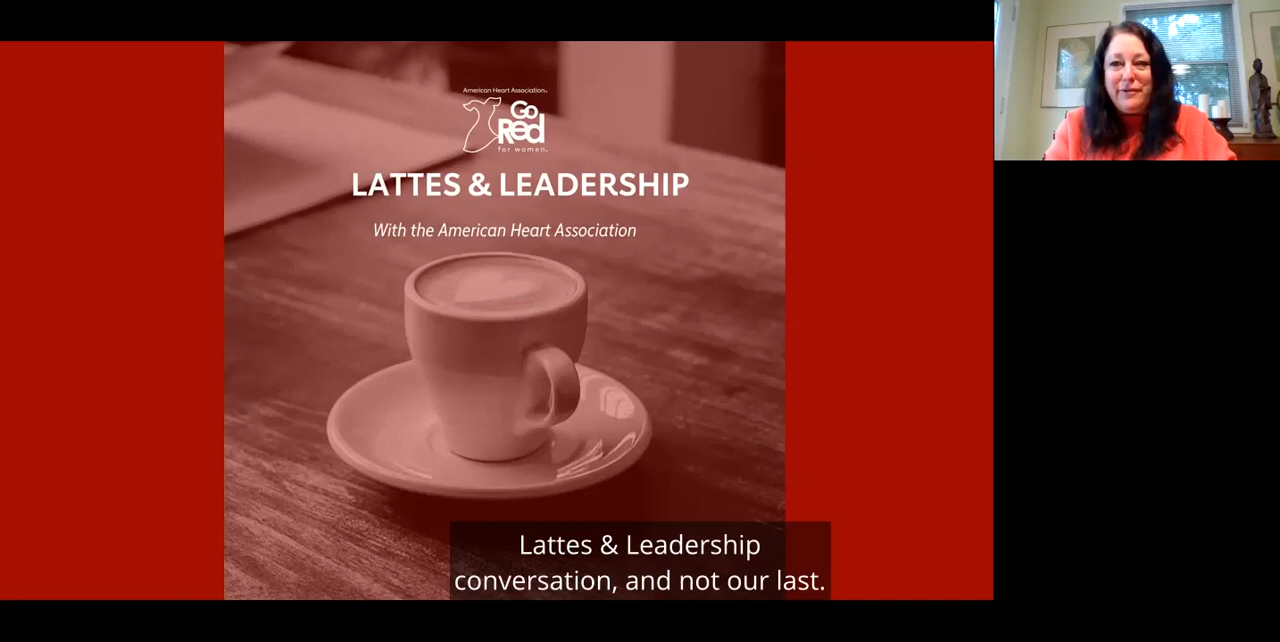 American Heart Association.
Go
Red
for women.
LATTES & LEADERSHIP
With the American Heart Association
Lattes & Leadership
conversation, and not our last.